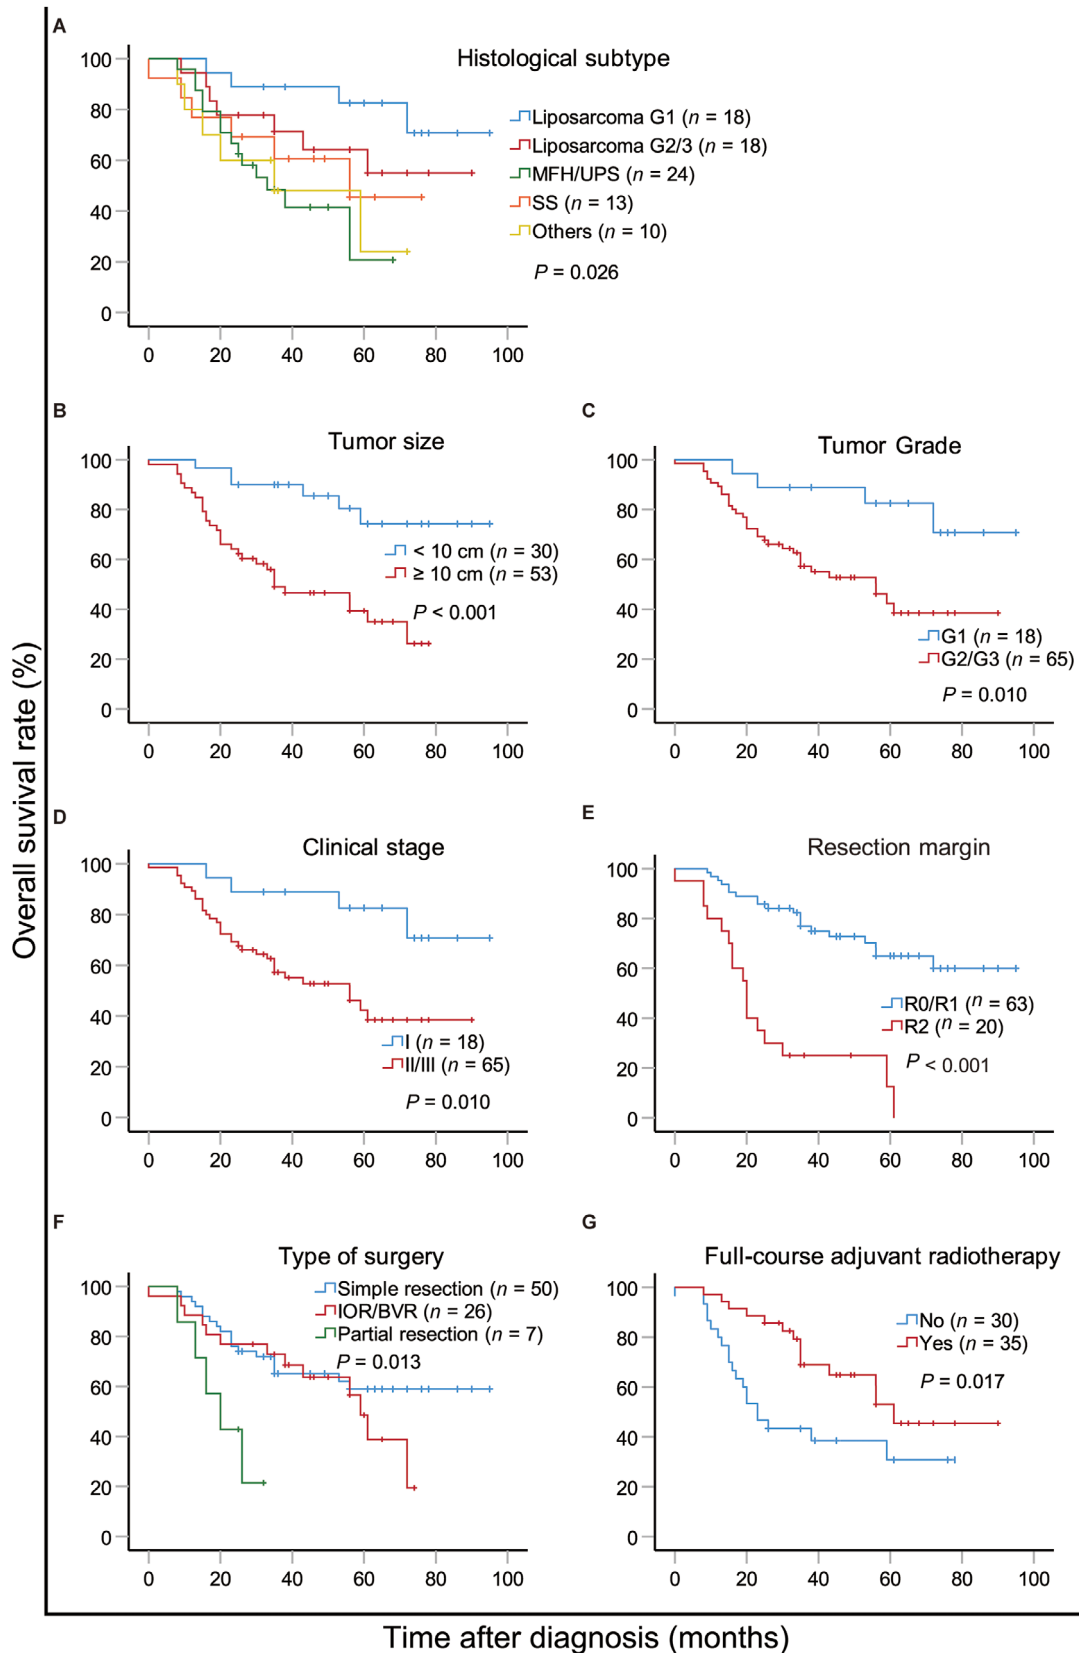 A
Histological subtype
100
80
60
40
20
0
Liposarcoma G1 (n = 18)
Liposarcoma G2/3 (n = 18)
MFH/UPS (n = 24)
SS (n = 13)
Others (n = 10)
P = 0.026
0 20 40 60 80 100
B
Tumor size
100
80
60
40
20
0
< 10 cm (n = 30)
≥ 10 cm (n = 53)
P < 0.001
0 20 40 60 80 100
C
Tumor Grade
100
80
60
40
20
0
G1 (n = 18)
G2/G3 (n = 65)
P = 0.010
0 20 40 60 80 100
Overall suvival rate (%)
D
Clinical stage
100
80
60
40
20
0
I (n = 18)
II/III (n = 65)
P = 0.010
0 20 40 60 80 100
E
Resection margin
100
80
60
40
20
0
R0/R1 (n = 63)
R2 (n = 20)
P < 0.001
0 20 40 60 80 100
F
Type of surgery
100
80
60
40
20
0
Simple resection (n = 50)
IOR/BVR (n = 26)
Partial resection (n = 7)
P = 0.013
0 20 40 60 80 100
G
Full-course adjuvant radiotherapy
100
80
60
40
20
0
No (n = 30)
Yes (n = 35)
P = 0.017
0 20 40 60 80 100
Time after diagnosis (months)